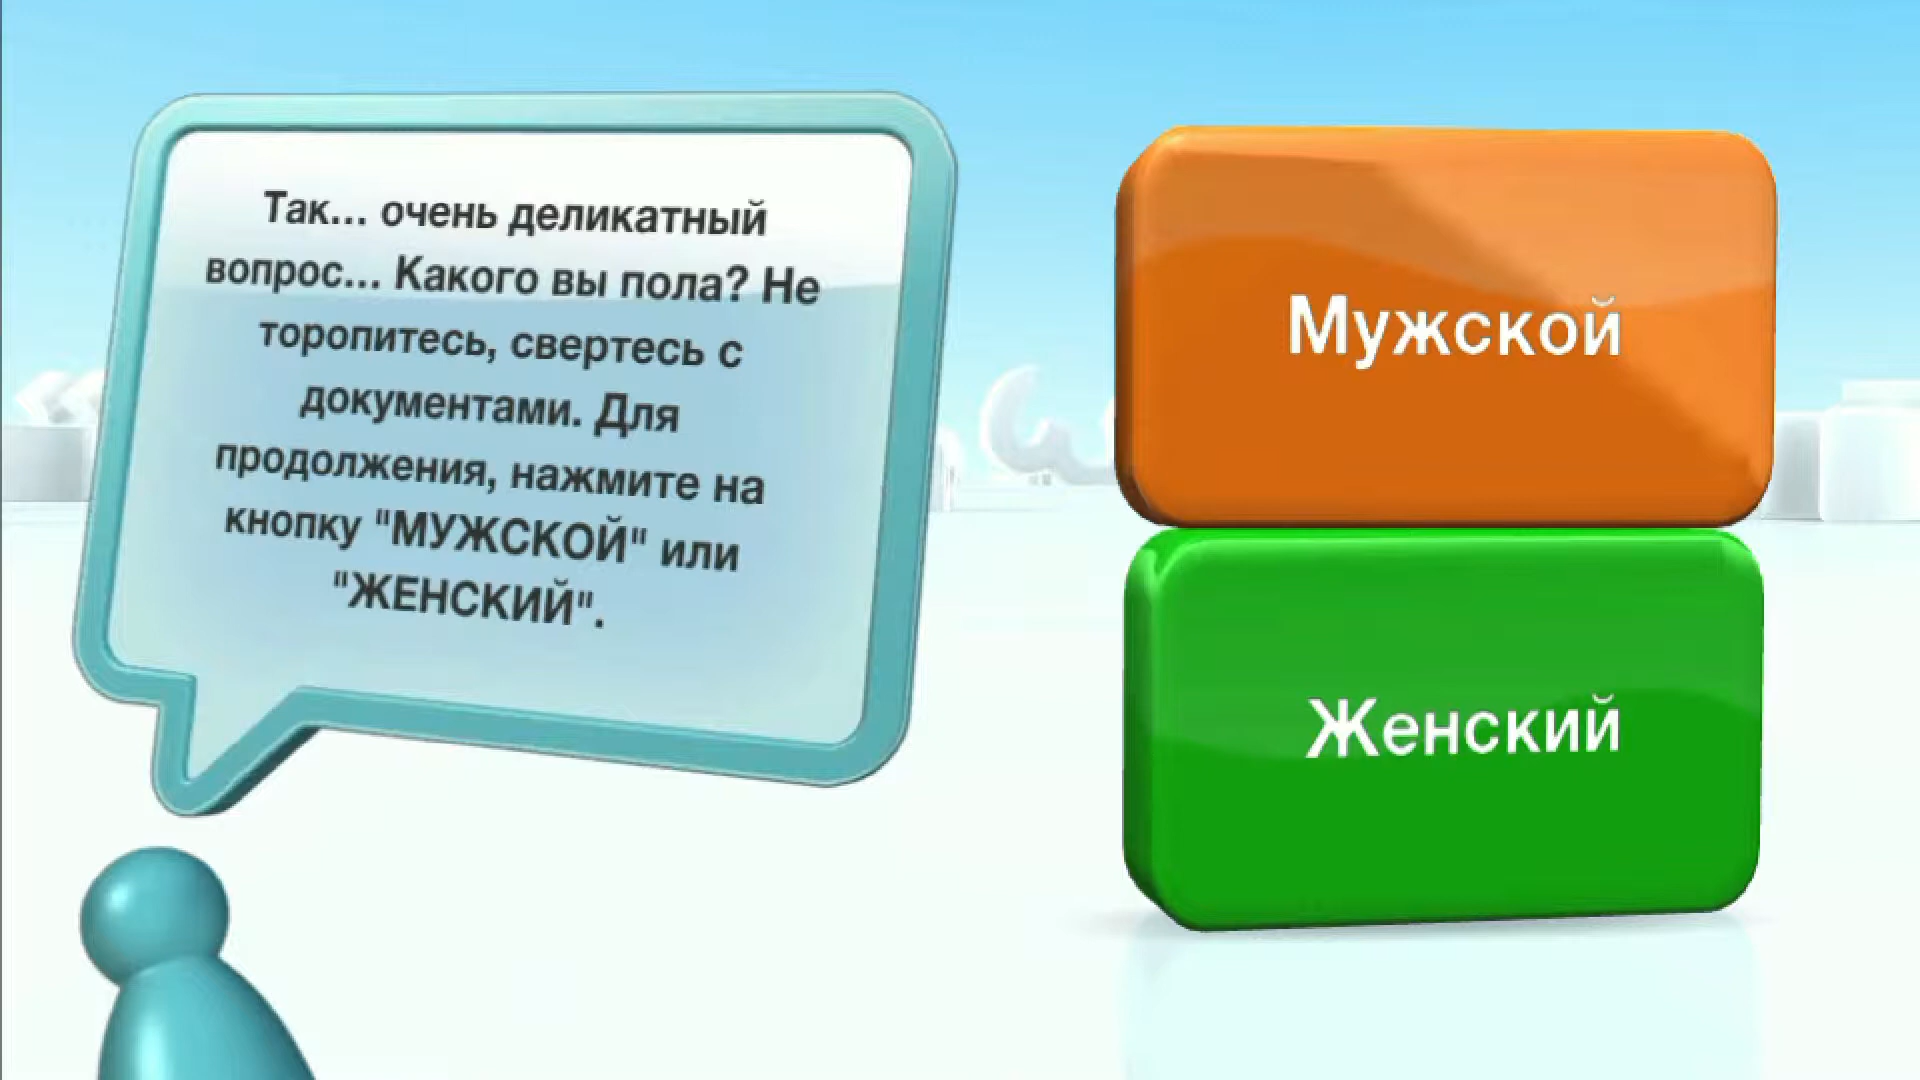 Так... очень деликатный
вопрос... Какого вы пола? Не
торопитесь, свертесь с
документами. Для
продолжения, нажмите на
кнопку "МУЖСКОЙ" или
"ЖЕНСКИЙ".
Мужской
Женский